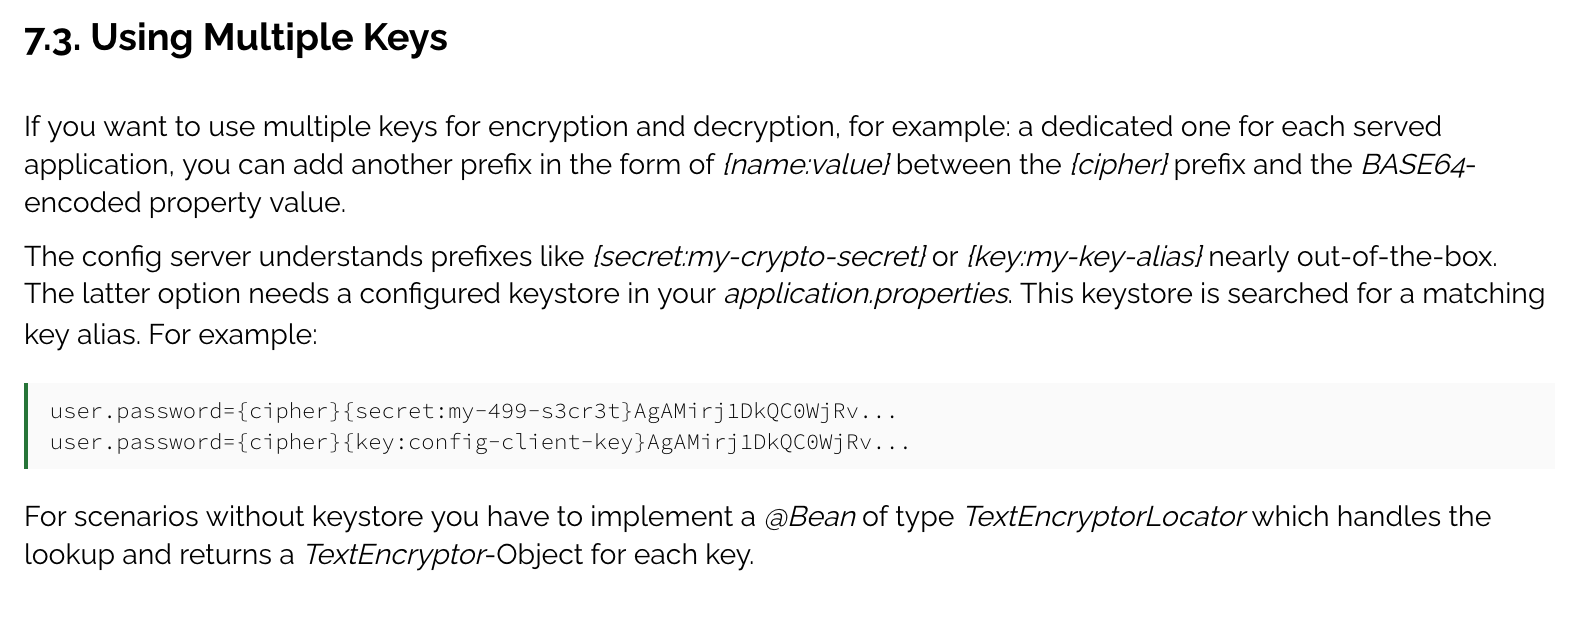 7.3. Using Multiple Keys
If you want to use multiple keys for encryption and decryption, for example: a dedicated one for each served
application, you can add another prefix in the form of {name:value} between the {cipher} prefix and the BASE64-
encoded property value.
The config server understands prefixes like {secret:my-crypto-secret} or {key:my-key-alias} nearly out-of-the-box.
The latter option needs a configured keystore in your application.properties. This keystore is searched for a matching
key alias. For example:
user.password={cipher}{secret:my-499-s3cr3t}AgAMirj1DkQC0WjRv...
user.password={cipher}{key:config-client-key}AgAMirj1DkQC0WjRv...
For scenarios without keystore you have to implement a @Bean of type TextEncryptorLocator which handles the
lookup and returns a TextEncryptor-Object for each key.